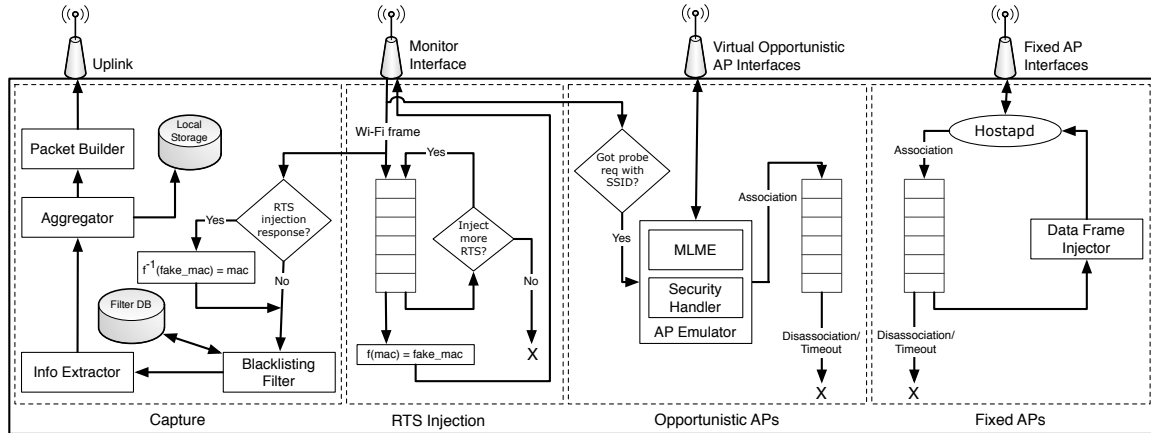 Uplink
Monitor
Interface
Virtual Opportunistic
AP Interfaces
Fixed AP
Interfaces
Packet Builder
Local
Storage
Aggregator
RTS
injection
response?
Yes
No
f⁻¹(fake_mac) = mac
Filter DB
Info Extractor
Blacklisting
Filter
Capture
Wi-Fi frame
Yes
Inject
more
RTS?
No
X
f(mac) = fake_mac
RTS Injection
Got probe
req with
SSID?
Yes
MLME
Security
Handler
AP Emulator
Association
Disassociation/
Timeout
X
Opportunistic APs
Hostapd
Association
Data Frame
Injector
Disassociation/
Timeout
X
Fixed APs